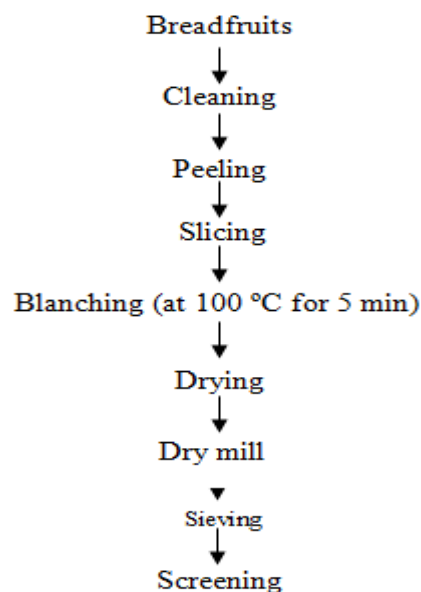 Breadfruits
Cleaning
Peeling
Slicing
Blanching (at 100 ºC for 5 min)
Drying
Dry mill
Sieving
Screening